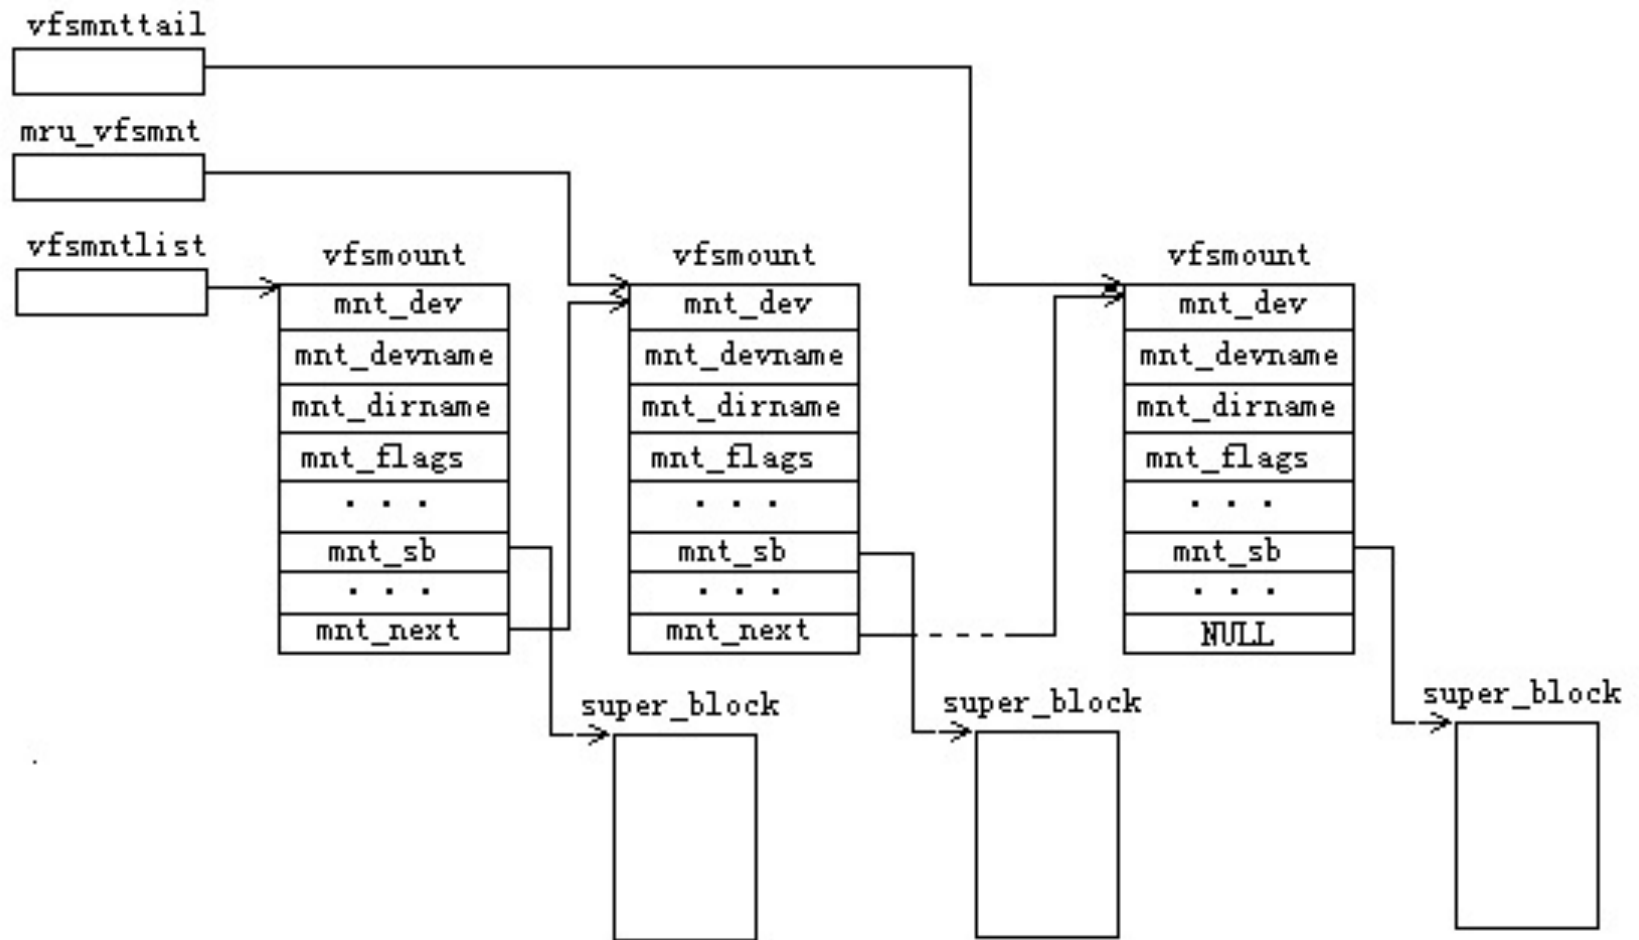 vfsmnttail
mru_vfsmnt
vfsmntlist
vfsmount
mnt_dev
mnt_devname
mnt_dirname
mnt_flags
. . .
mnt_sb
. . .
mnt_next
super_block
vfsmount
mnt_dev
mnt_devname
mnt_dirname
mnt_flags
. . .
mnt_sb
. . .
mnt_next
super_block
vfsmount
mnt_dev
mnt_devname
mnt_dirname
mnt_flags
. . .
mnt_sb
. . .
NULL
super_block